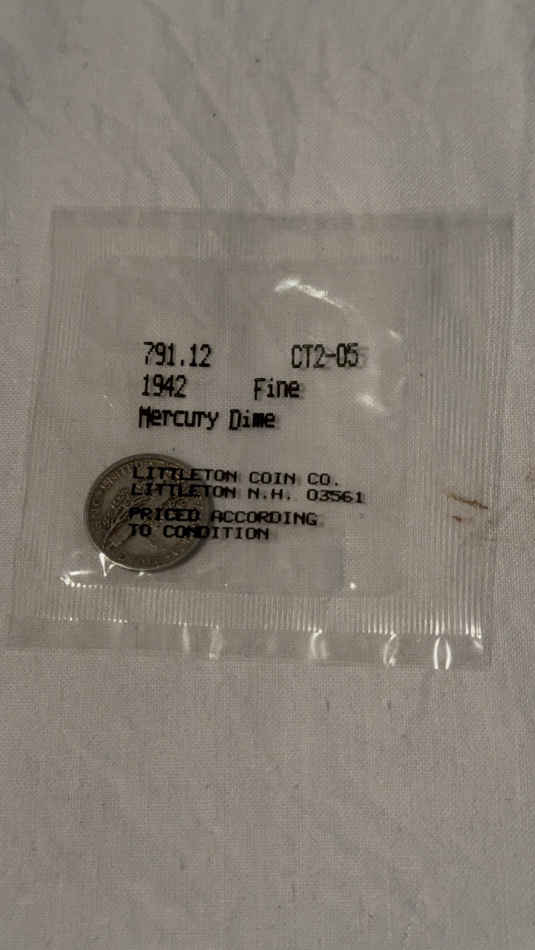 791.12 CT2-05
1942 Fine
Mercury Dime
LITTLETON COIN CO.
LITTLETON N.H. 03561
PRICED ACCORDING
TO CONDITION